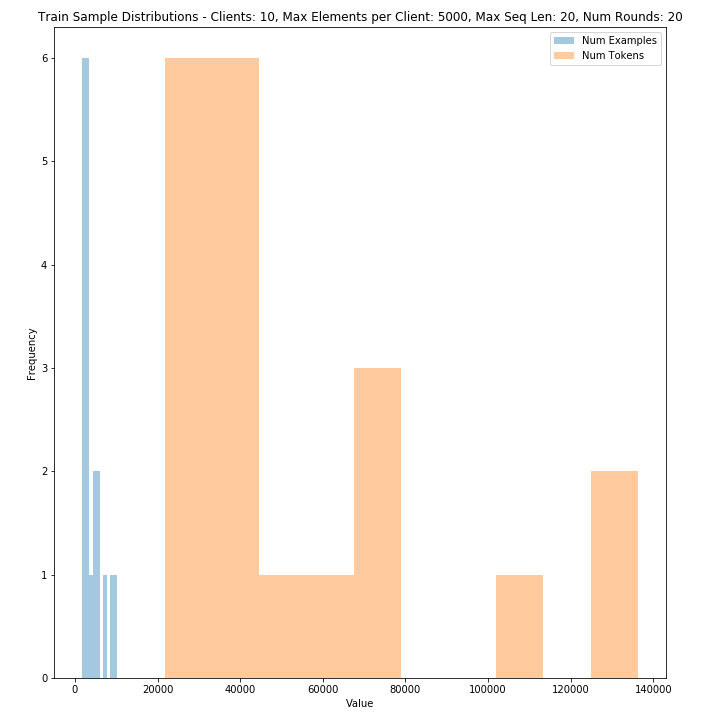 Train Sample Distributions - Clients: 10, Max Elements per Client: 5000, Max Seq Len: 20, Num Rounds: 20
Num Examples
Num Tokens
6
5
4
3
2
1
0
Frequency
0 20000 40000 60000 80000 100000 120000 140000
Value